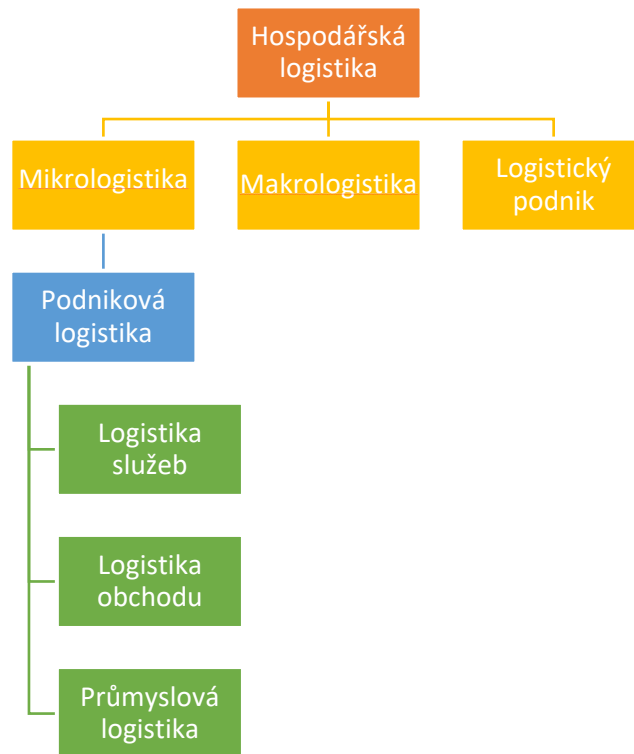 Hospodářská
logistika
Mikrologistika
Makrologistika
Logistický
podnik
Podniková
logistika
Logistika
služeb
Logistika
obchodu
Průmyslová
logistika